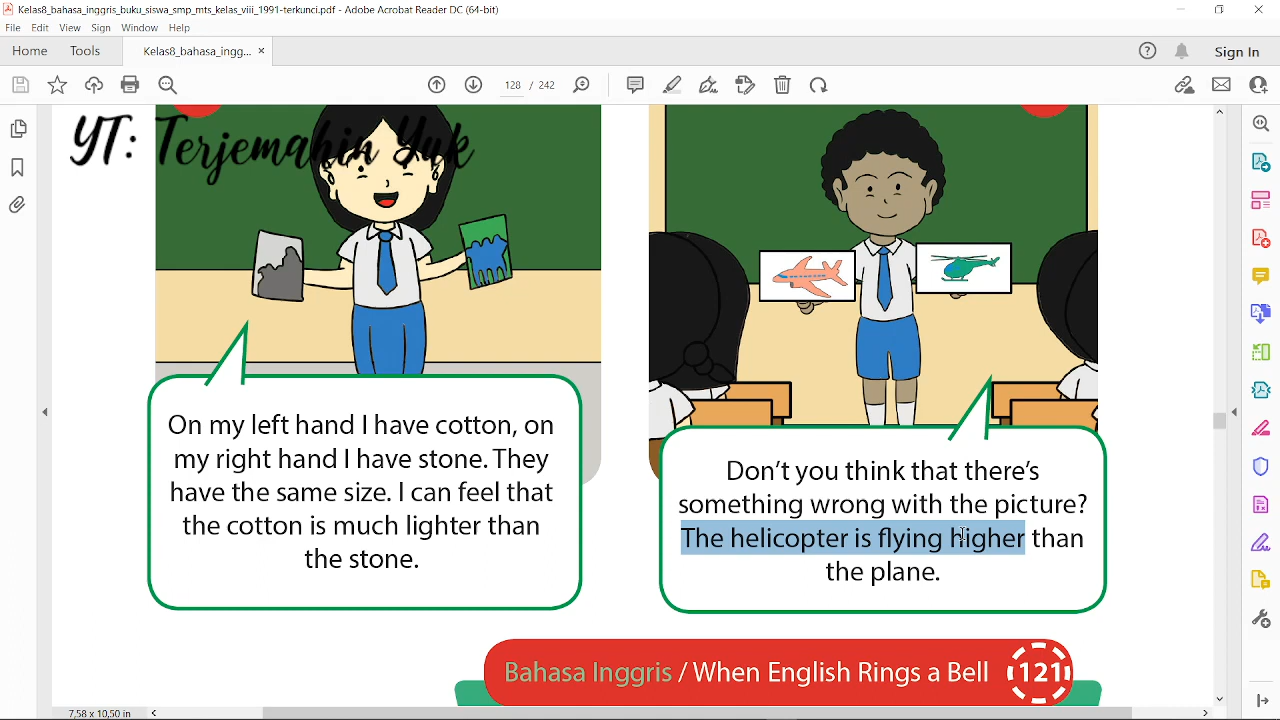 Kelas8_bahasa_inggris_buku_siswa_smp_mts_kelas_viii_1991-terkunci.pdf - Adobe Acrobat Reader DC (64-bit)
File Edit View Sign Window Help
Home Tools Kelas8_bahasa_ingg... × Sign In
128 / 242
YT: Terjemahin Yuk
On my left hand I have cotton, on
my right hand I have stone. They
have the same size. I can feel that
the cotton is much lighter than
the stone.
Don't you think that there's
something wrong with the picture?
The helicopter is flying higher than
the plane.
Bahasa Inggris / When English Rings a Bell 121
7,58 x 10,50 in